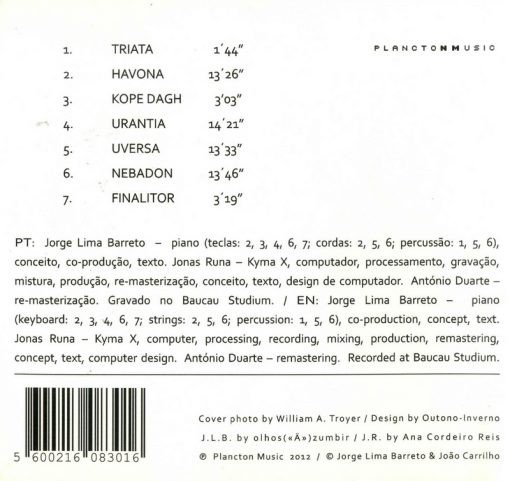 1. TRIATA 1´44”
PLANCTON MUSIC
2. HAVONA 13´26”
3. KOPE DAGH 3’03”
4. URANTIA 14´21”
5. UVERSA 13´33”
6. NEBADON 13´46”
7. FINALITOR 3´19”
PT: Jorge Lima Barreto – piano (teclas: 2, 3, 4, 6, 7; cordas: 2, 5, 6; percussão: 1, 5, 6),
conceito, co-produção, texto. Jonas Runa – Kyma X, computador, processamento, gravação,
mistura, produção, re-masterização, conceito, texto, design de computador. António Duarte –
re-masterização. Gravado no Baucau Studium. / EN: Jorge Lima Barreto – piano
(keyboard: 2, 3, 4, 6, 7; strings: 2, 5, 6; percussion: 1, 5, 6), co-production, concept, text.
Jonas Runa – Kyma X, computer, processing, recording, mixing, production, remastering,
concept, text, computer design. António Duarte – remastering. Recorded at Baucau Studium.
Cover photo by William A. Troyer / Design by Outono-Inverno
J.L.B. by olhos(«Ä»)zumbir / J.R. by Ana Cordeiro Reis
℗ Plancton Music 2012 / © Jorge Lima Barreto & João Carrilho
5 600216 083016